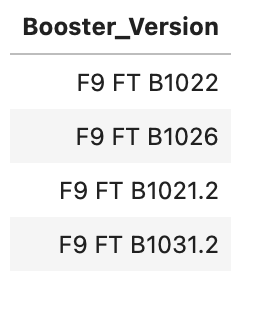 Booster_Version
F9 FT B1022
F9 FT B1026
F9 FT B1021.2
F9 FT B1031.2